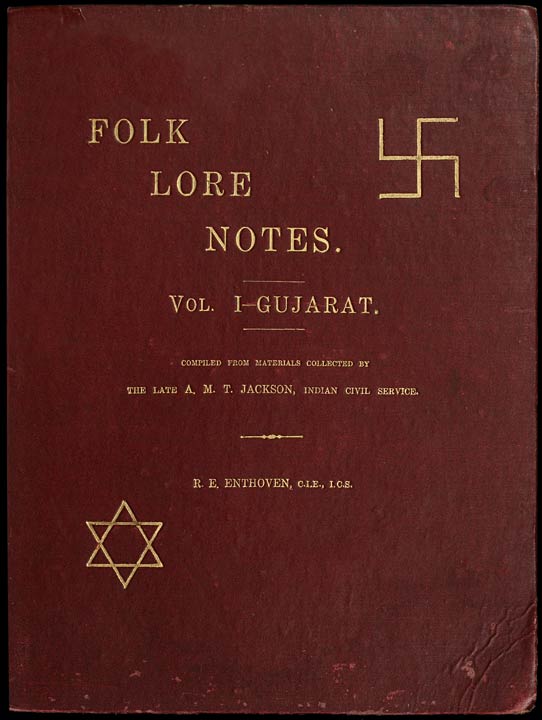 FOLK
LORE
NOTES.
VOL. I—GUJARAT.
COMPILED FROM MATERIALS COLLECTED BY
THE LATE A. M. T. JACKSON, INDIAN CIVIL SERVICE.
R. E. ENTHOVEN, C.I.E., I.C.S.